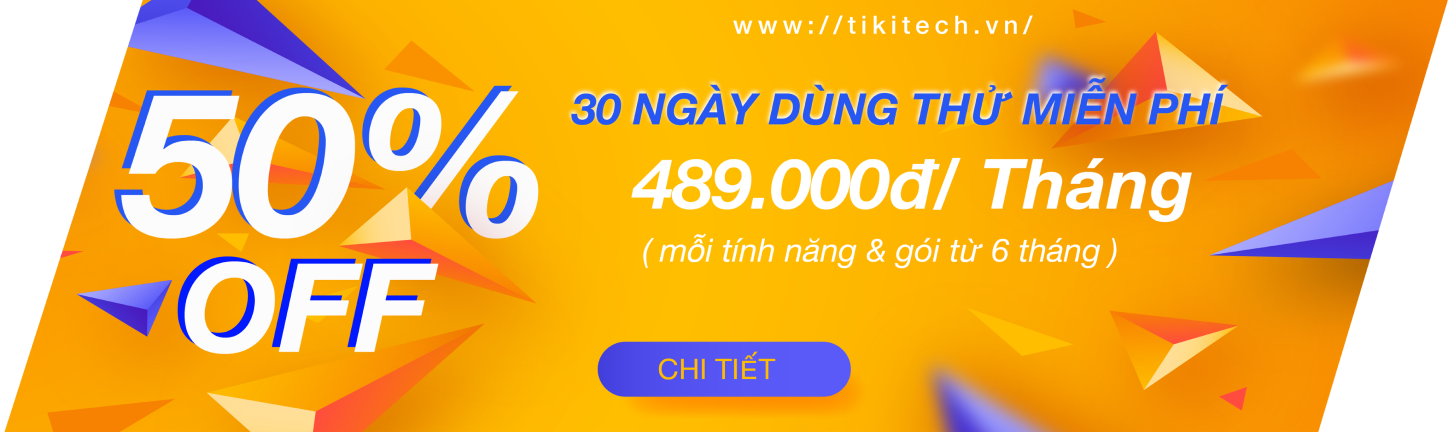 www://tikitech.vn/
50%
OFF
30 NGÀY DÙNG THỬ MIỄN PHÍ
489.000đ/ Tháng
( mỗi tính năng & gói từ 6 tháng )
CHI TIẾT